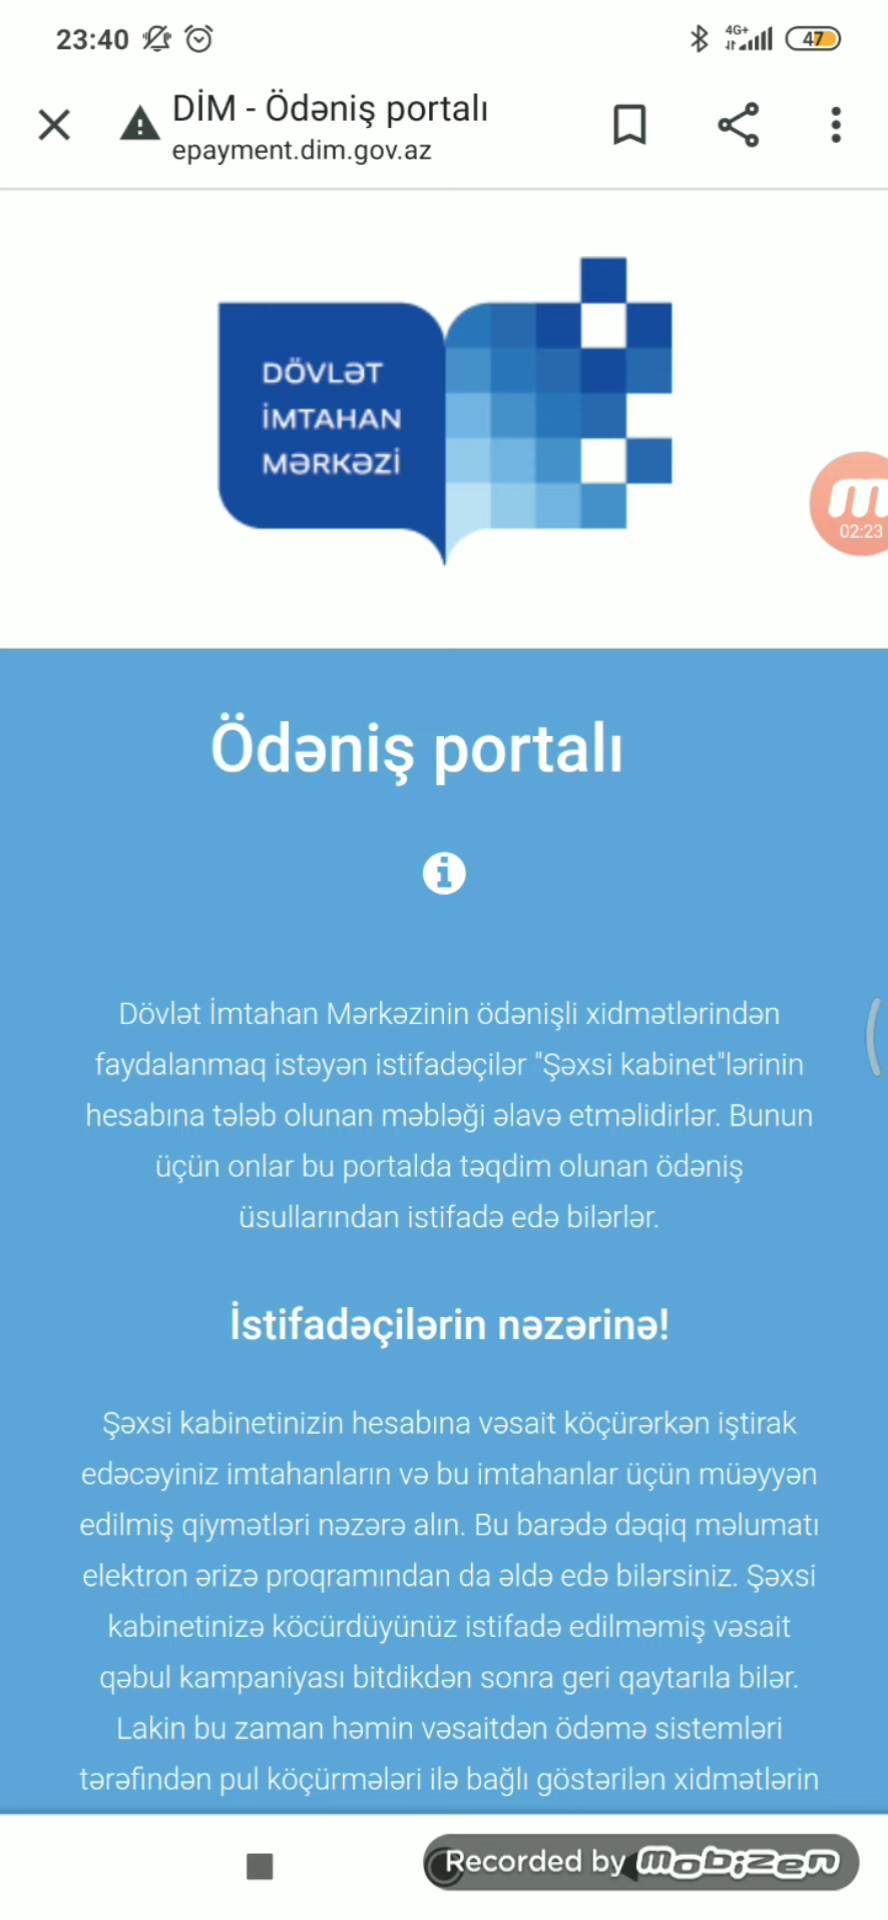 23:40
4G+
47
DİM - Ödəniş portalı
epayment.dim.gov.az
DÖVLƏT
İMTAHAN
MƏRKƏZİ
m
02:23
Ödəniş portalı
i
Dövlət İmtahan Mərkəzinin ödənişli xidmətlərindən
faydalanmaq istəyən istifadəçilər "Şəxsi kabinet"lərinin
hesabına tələb olunan məbləği əlavə etməlidirlər. Bunun
üçün onlar bu portalda təqdim olunan ödəniş
üsullarından istifadə edə bilərlər.
İstifadəçilərin nəzərinə!
Şəxsi kabinetinizin hesabına vəsait köçürərkən iştirak
edəcəyiniz imtahanların və bu imtahanlar üçün müəyyən
edilmiş qiymətləri nəzərə alın. Bu barədə dəqiq məlumatı
elektron ərizə proqramından da əldə edə bilərsiniz. Şəxsi
kabinetinizə köcürdüyünüz istifadə edilməmiş vəsait
qəbul kampaniyası bitdikdən sonra geri qaytarıla bilər.
Lakin bu zaman həmin vəsaitdən ödəmə sistemləri
tərəfindən pul köçürmələri ilə bağlı göstərilən xidmətlərin
Recorded by mobizen